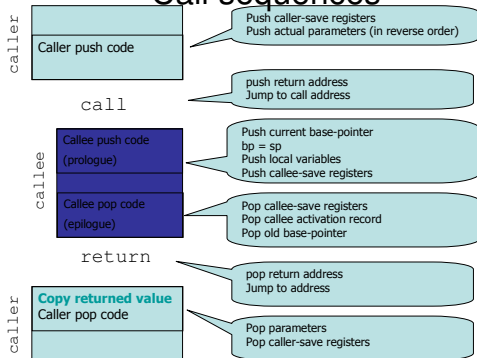 Call sequences
caller
Caller push code
Push caller-save registers
Push actual parameters (in reverse order)
call
push return address
Jump to call address
callee
Callee push code
(prologue)
Push current base-pointer
bp = sp
Push local variables
Push callee-save registers
Callee pop code
(epilogue)
Pop callee-save registers
Pop callee activation record
Pop old base-pointer
return
pop return address
Jump to address
caller
Copy returned value
Caller pop code
Pop parameters
Pop caller-save registers